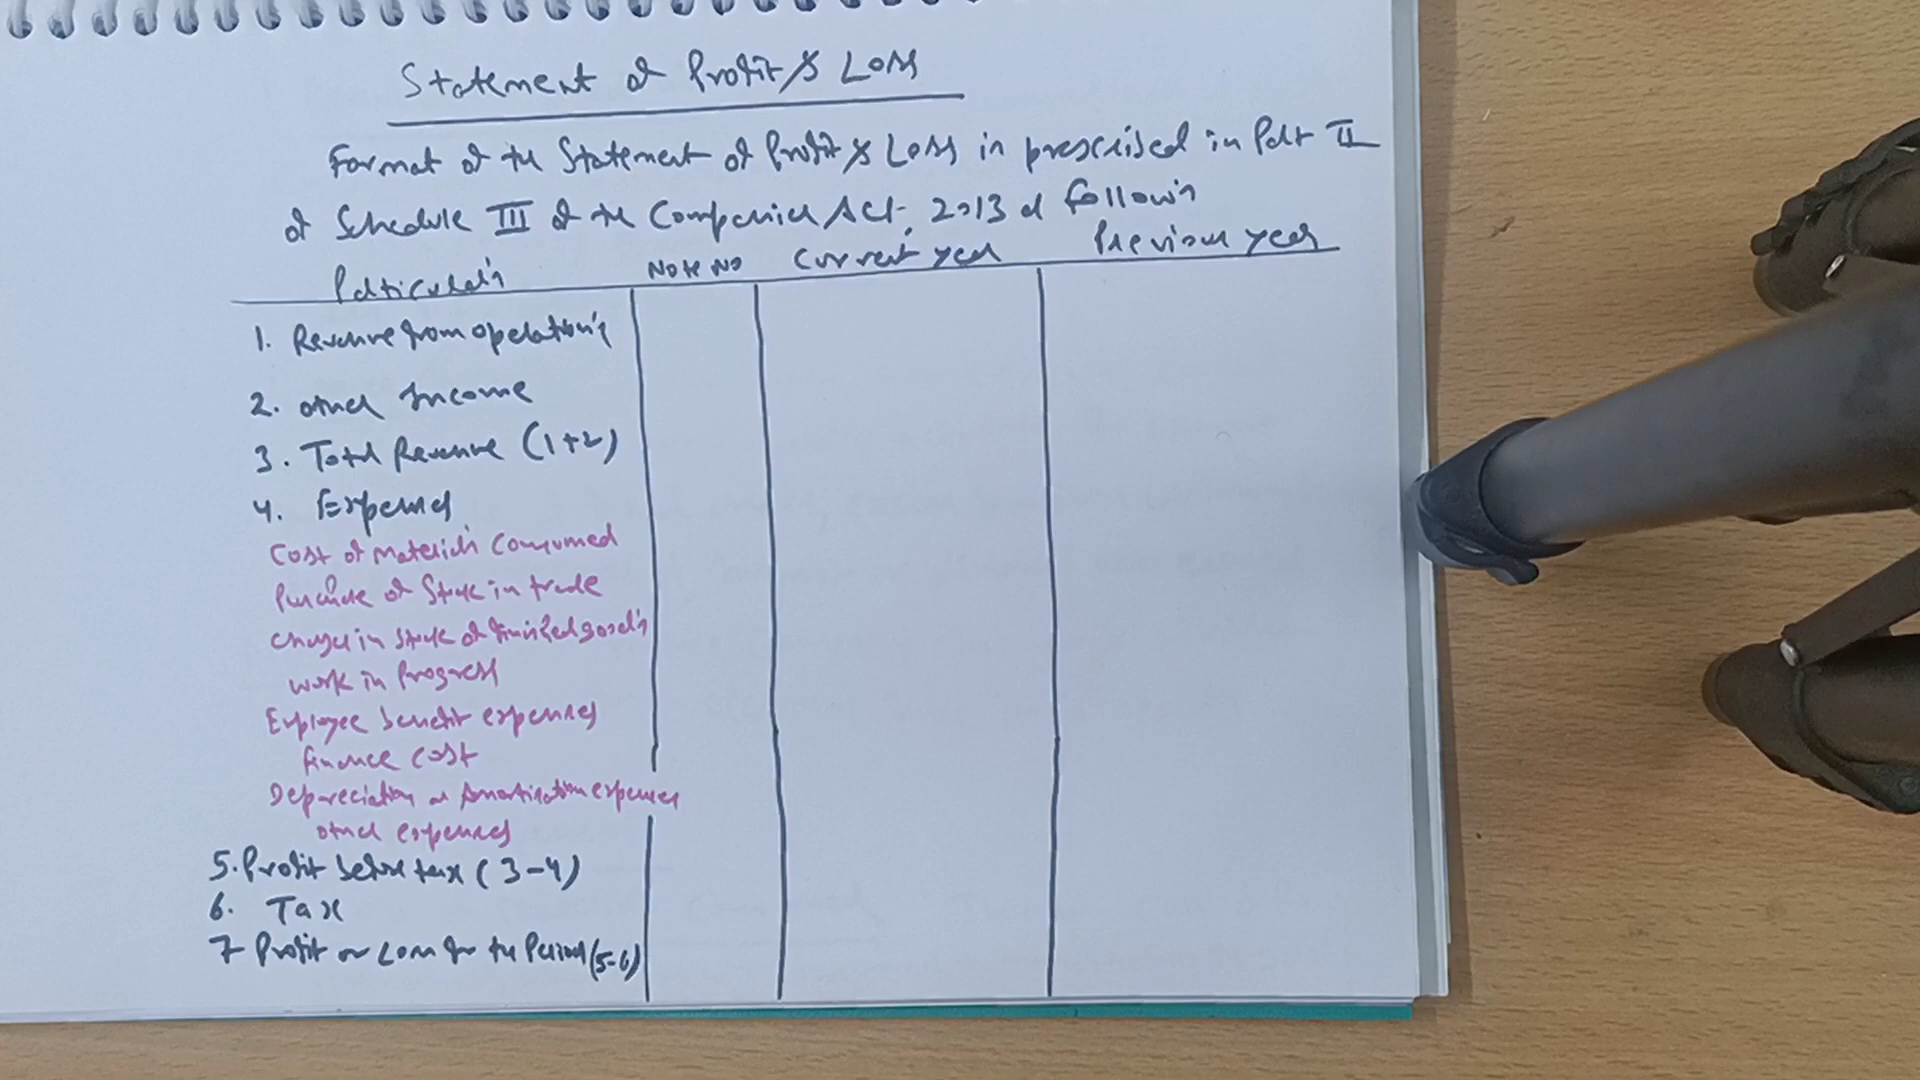 Statement of Profit & Loss
Format of the Statement of Profit & Loss in prescribed in Part II
of Schedule III of the Companies Act, 2013 as follows
Particulars Note No Current year Previous year
1. Revenue from operations
2. other Income
3. Total Revenue (1+2)
4. Expenses
Cost of materials Consumed
Purchase of Stock in trade
Changes in stock of finished goods
work in Progress
Employee benefit expenses
finance cost
Depreciation or Amortisation expenses
other expenses
5. Profit before tax (3-4)
6. Tax
7 Profit or Loss for the Period (5-6)